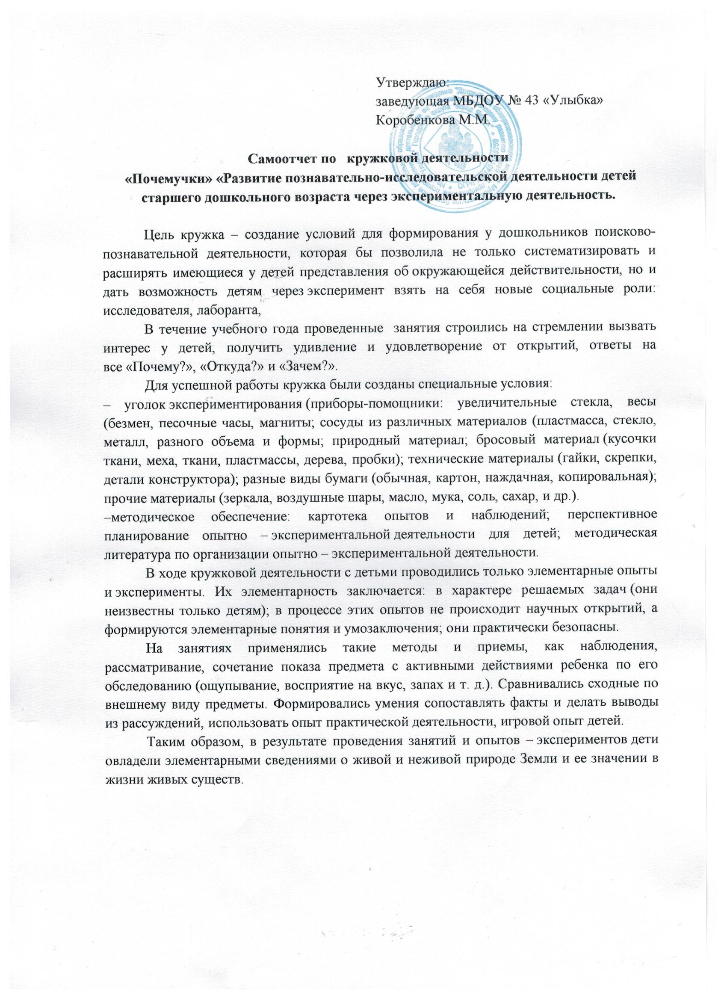 Утверждаю:
заведующая МБДОУ № 43 «Улыбка»
Коробенкова М.М.
Самоотчет по кружковой деятельности
«Почемучки» «Развитие познавательно-исследовательской деятельности детей
старшего дошкольного возраста через экспериментальную деятельность.
Цель кружка – создание условий для формирования у дошкольников поисково-
познавательной деятельности, которая бы позволила не только систематизировать и
расширять имеющиеся у детей представления об окружающейся действительности, но и
дать возможность детям через эксперимент взять на себя новые социальные роли:
исследователя, лаборанта,
В течение учебного года проведенные занятия строились на стремлении вызвать
интерес у детей, получить удивление и удовлетворение от открытий, ответы на
все «Почему?», «Откуда?» и «Зачем?».
Для успешной работы кружка были созданы специальные условия:
– уголок экспериментирования (приборы-помощники: увеличительные стекла, весы
(безмен, песочные часы, магниты; сосуды из различных материалов (пластмасса, стекло,
металл, разного объема и формы; природный материал; бросовый материал (кусочки
ткани, меха, ткани, пластмассы, дерева, пробки); технические материалы (гайки, скрепки,
детали конструктора); разные виды бумаги (обычная, картон, наждачная, копировальная);
прочие материалы (зеркала, воздушные шары, масло, мука, соль, сахар, и др.).
–методическое обеспечение: картотека опытов и наблюдений; перспективное
планирование опытно – экспериментальной деятельности для детей; методическая
литература по организации опытно – экспериментальной деятельности.
В ходе кружковой деятельности с детьми проводились только элементарные опыты
и эксперименты. Их элементарность заключается: в характере решаемых задач (они
неизвестны только детям); в процессе этих опытов не происходит научных открытий, а
формируются элементарные понятия и умозаключения; они практически безопасны.
На занятиях применялись такие методы и приемы, как наблюдения,
рассматривание, сочетание показа предмета с активными действиями ребенка по его
обследованию (ощупывание, восприятие на вкус, запах и т. д.). Сравнивались сходные по
внешнему виду предметы. Формировались умения сопоставлять факты и делать выводы
из рассуждений, использовать опыт практической деятельности, игровой опыт детей.
Таким образом, в результате проведения занятий и опытов – экспериментов дети
овладели элементарными сведениями о живой и неживой природе Земли и ее значении в
жизни живых существ.